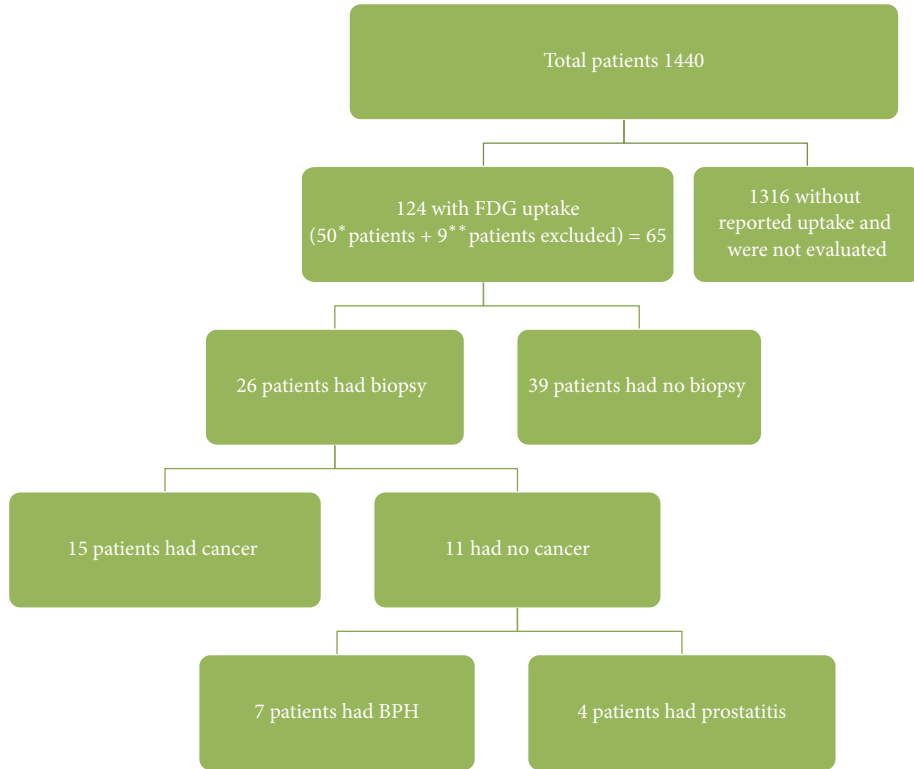 Total patients 1440
124 with FDG uptake
(50* patients + 9** patients excluded) = 65
1316 without
reported uptake and
were not evaluated
26 patients had biopsy
39 patients had no biopsy
15 patients had cancer
11 had no cancer
7 patients had BPH
4 patients had prostatitis